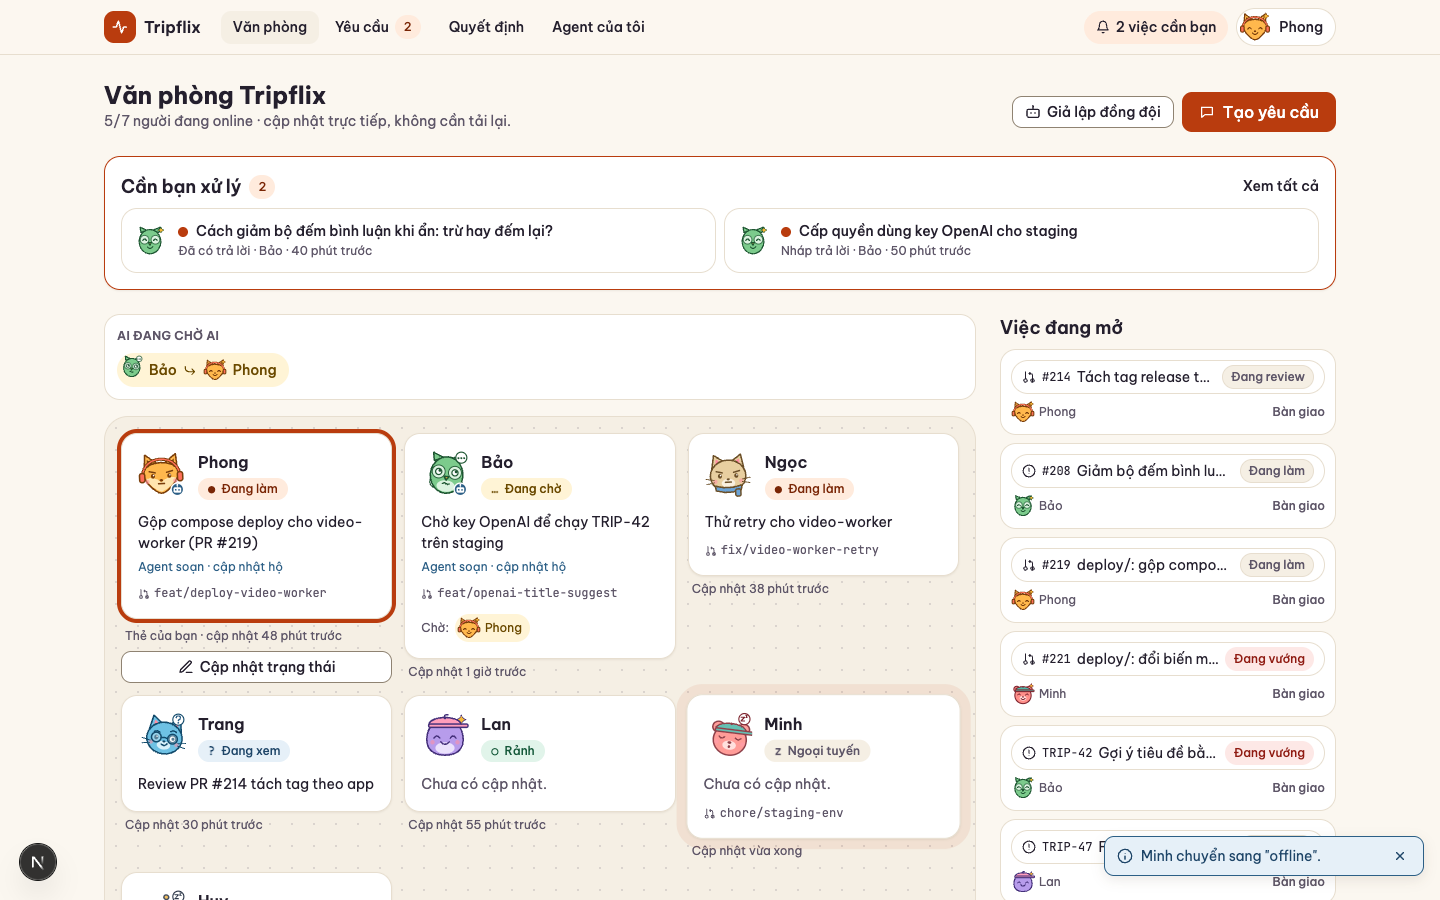 Tripflix
Văn phòng
Yêu cầu 2
Quyết định
Agent của tôi
2 việc cần bạn
Phong
Văn phòng Tripflix
5/7 người đang online · cập nhật trực tiếp, không cần tải lại.
Giả lập đồng đội
Tạo yêu cầu
Cần bạn xử lý 2
Xem tất cả
Cách giảm bộ đếm bình luận khi ẩn: trừ hay đếm lại?
Đã có trả lời · Bảo · 40 phút trước
Cấp quyền dùng key OpenAI cho staging
Nháp trả lời · Bảo · 50 phút trước
AI ĐANG CHỜ AI
Bảo
Phong
Phong
Đang làm
Gộp compose deploy cho video-
worker (PR #219)
Agent soạn · cập nhật hộ
feat/deploy-video-worker
Thẻ của bạn · cập nhật 48 phút trước
Cập nhật trạng thái
Bảo
… Đang chờ
Chờ key OpenAI để chạy TRIP-42
trên staging
Agent soạn · cập nhật hộ
feat/openai-title-suggest
Chờ: Phong
Cập nhật 1 giờ trước
Ngọc
Đang làm
Thử retry cho video-worker
fix/video-worker-retry
Cập nhật 38 phút trước
Trang
? Đang xem
Review PR #214 tách tag theo app
Cập nhật 30 phút trước
Lan
Rảnh
Chưa có cập nhật.
Cập nhật 55 phút trước
Minh
z Ngoại tuyến
Chưa có cập nhật.
chore/staging-env
Cập nhật vừa xong
Huy
Việc đang mở
#214 Tách tag release t… Đang review
Phong Bàn giao
#208 Giảm bộ đếm bình lu… Đang làm
Bảo Bàn giao
#219 deploy/: gộp compo… Đang làm
Phong Bàn giao
#221 deploy/: đổi biến m… Đang vướng
Minh Bàn giao
TRIP-42 Gợi ý tiêu đề bằ… Đang vướng
Bảo Bàn giao
TRIP-47
Lan Bàn giao
Minh chuyển sang "offline".
N